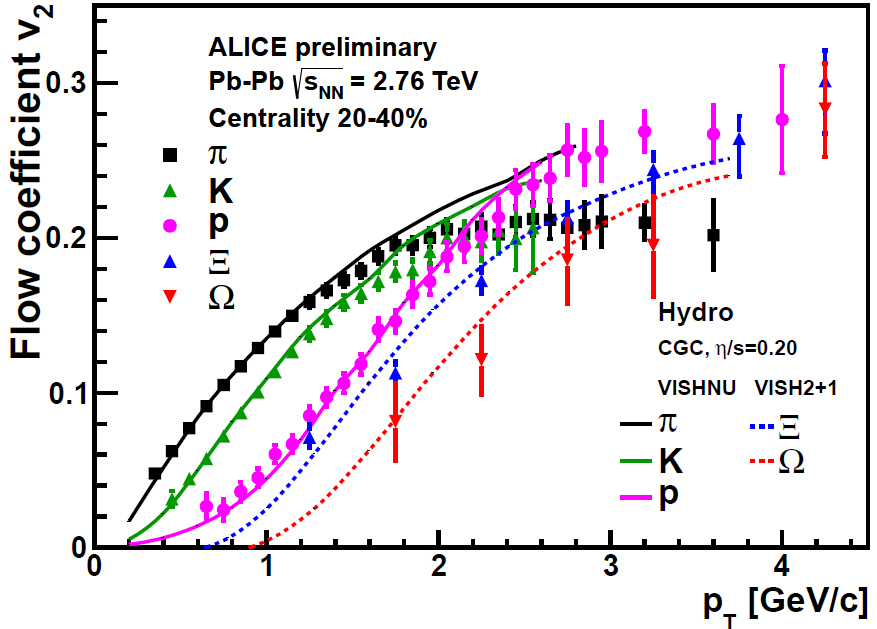 Flow coefficient v2
0.3
0.2
0.1
0
ALICE preliminary
Pb-Pb √sNN = 2.76 TeV
Centrality 20-40%
π
K
p
Ξ
Ω
Hydro
CGC, η/s=0.20
VISHNU VISH2+1
π Ξ
K Ω
p
0 1 2 3 4
pT [GeV/c]